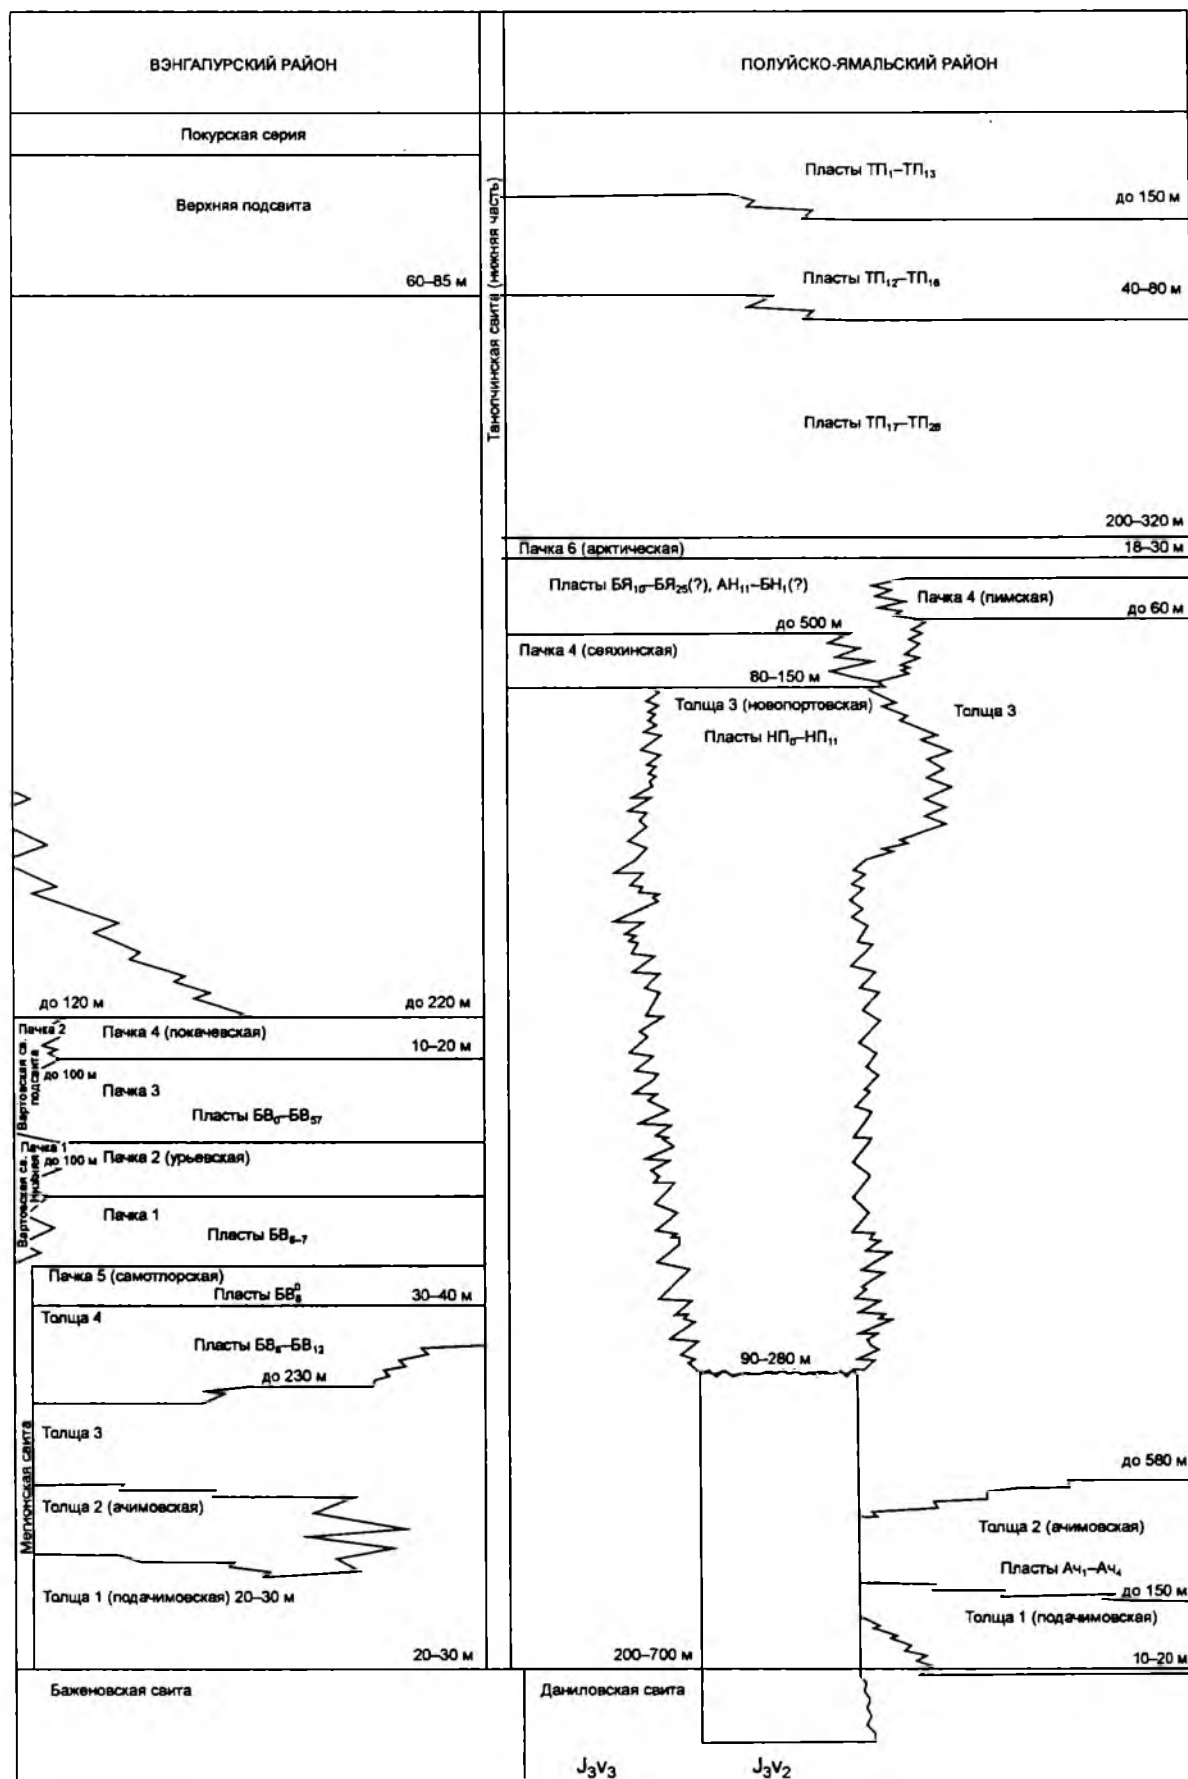 ВЭНГАПУРСКИЙ РАЙОН
Покурская серия
Верхняя подсвита
60–85 м
до 120 м
до 220 м
Пачка 2
Пачка 4 (покачевская)
10–20 м
до 100 м
Вартовская св.
подсвита
Пачка 3
Пласты БВ₀–БВ₅₇
Пачка 1
до 100 м
Вартовская св.
Нижняя
Пачка 2 (урьевская)
Пачка 1
Пласты БВ₆₋₇
Пачка 5 (самотлорская)
Пласты БВ₈⁰
30–40 м
Мегионская свита
Толща 4
Пласты БВ₈–БВ₁₂
до 230 м
Толща 3
Толща 2 (ачимовская)
Толща 1 (подачимовская) 20–30 м
20–30 м
Баженовская свита
Танопчинская свита (нижняя часть)
ПОЛУЙСКО-ЯМАЛЬСКИЙ РАЙОН
Пласты ТП₁–ТП₁₃
до 150 м
Пласты ТП₁₂–ТП₁₆
40–80 м
Пласты ТП₁₇–ТП₂₆
200–320 м
Пачка 6 (арктическая)
18–30 м
Пласты БЯ₁₀–БЯ₂₅(?), АН₁₁–БН₁(?)
Пачка 4 (пимская)
до 60 м
до 500 м
Пачка 4 (сеяхинская)
80–150 м
Толща 3 (новопортовская)
Толща 3
Пласты НП₀–НП₁₁
90–280 м
до 580 м
Толща 2 (ачимовская)
Пласты Ач₁–Ач₄
до 150 м
Толща 1 (подачимовская)
200–700 м
10–20 м
Даниловская свита
J₃v₃
J₃v₂